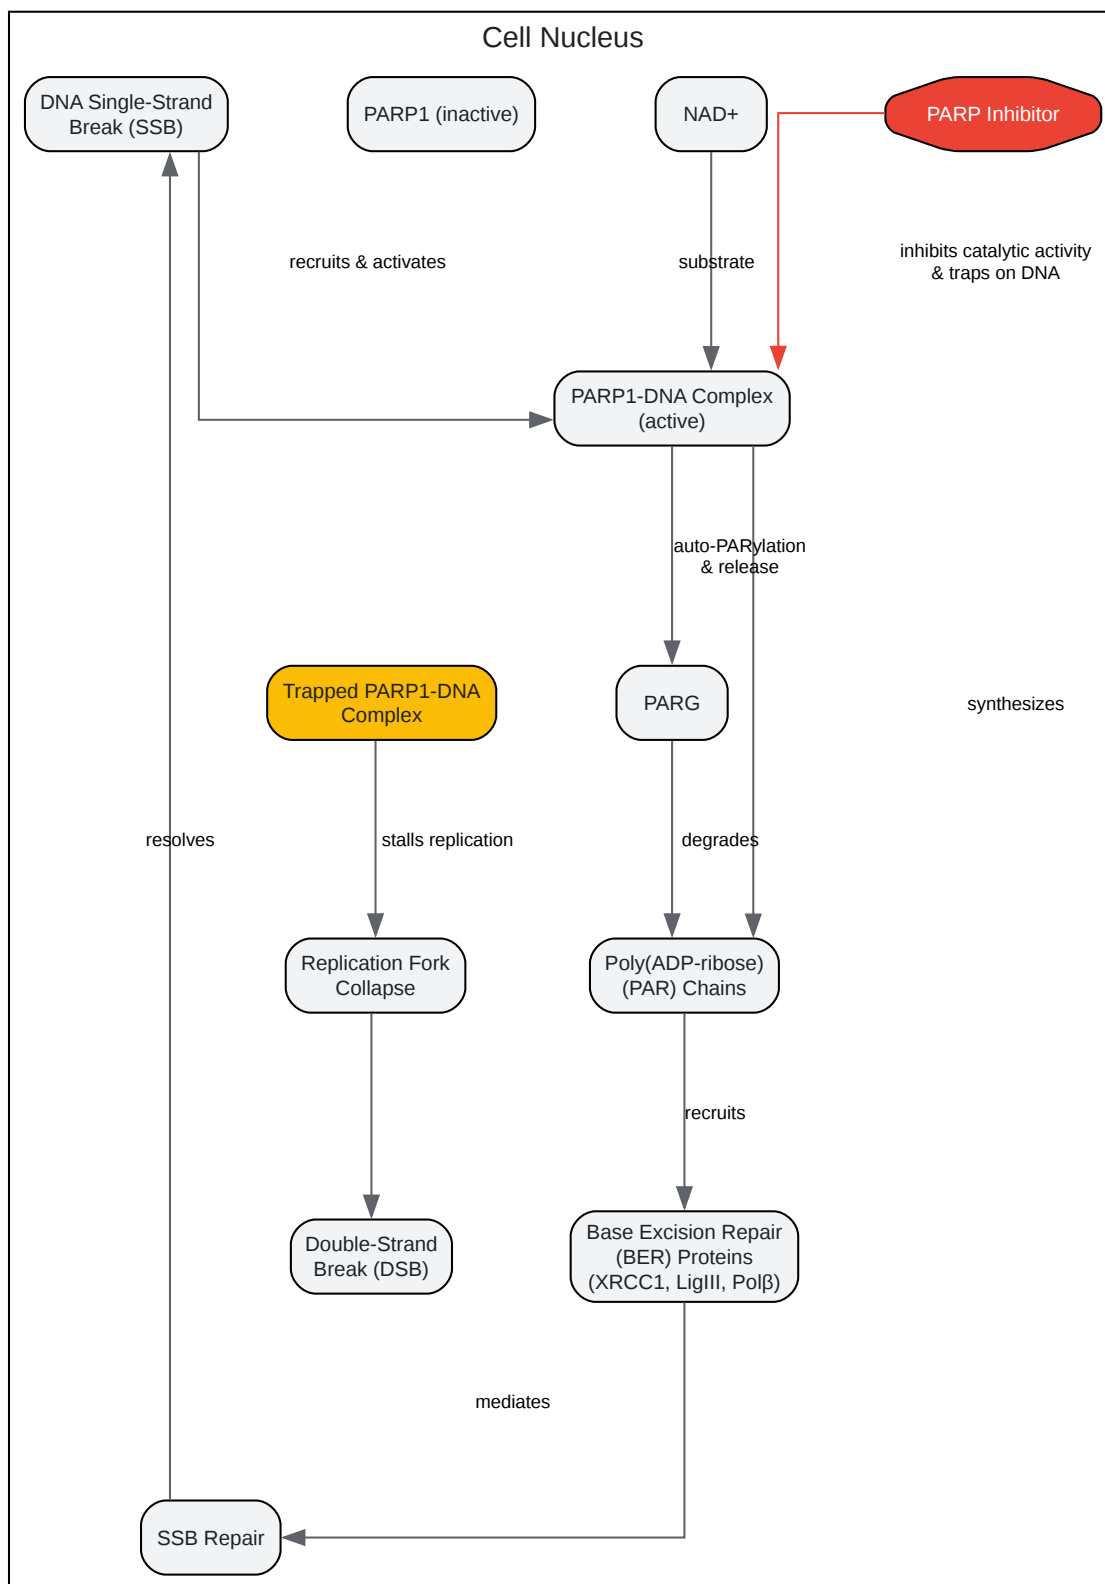 Cell Nucleus
DNA Single-Strand
Break (SSB)
PARP1 (inactive)
NAD+
PARP Inhibitor
recruits & activates
substrate
inhibits catalytic activity
& traps on DNA
PARP1-DNA Complex
(active)
auto-PARylation
& release
Trapped PARP1-DNA
Complex
PARG
synthesizes
resolves
stalls replication
degrades
Replication Fork
Collapse
Poly(ADP-ribose)
(PAR) Chains
recruits
Double-Strand
Break (DSB)
Base Excision Repair
(BER) Proteins
(XRCC1, LigIII, Polβ)
mediates
SSB Repair